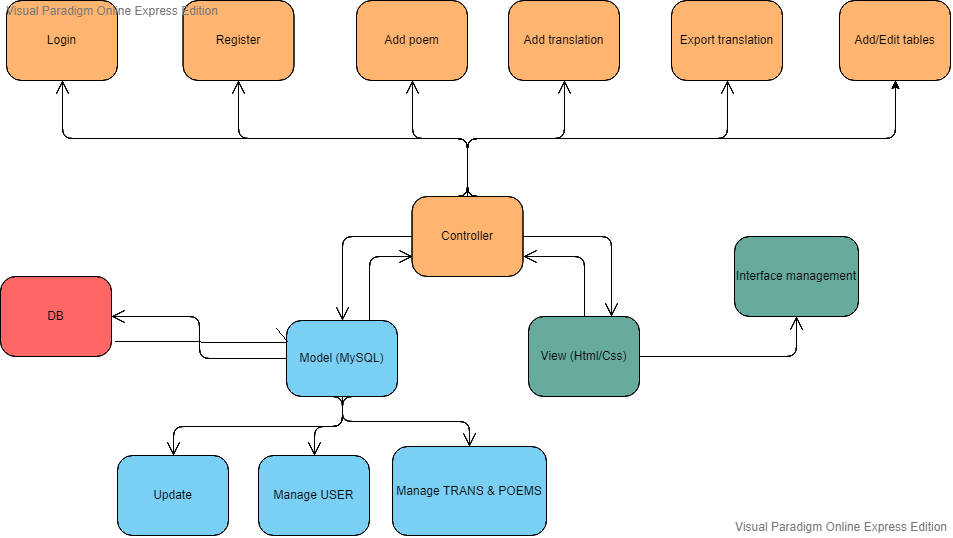 Visual Paradigm Online Express Edition
Login
Register
Add poem
Add translation
Export translation
Add/Edit tables
Controller
Interface management
DB
Model (MySQL)
View (Html/Css)
Update
Manage USER
Manage TRANS & POEMS
Visual Paradigm Online Express Edition